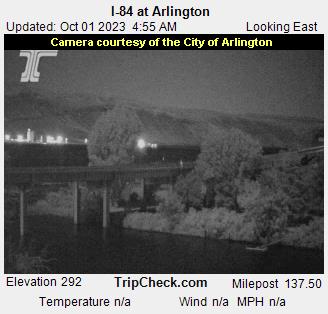 I-84 at Arlington
Updated: Oct 01 2023 4:55 AM Looking East
Camera courtesy of the City of Arlington
Elevation 292 TripCheck.com Milepost 137.50
Temperature n/a Wind n/a MPH n/a